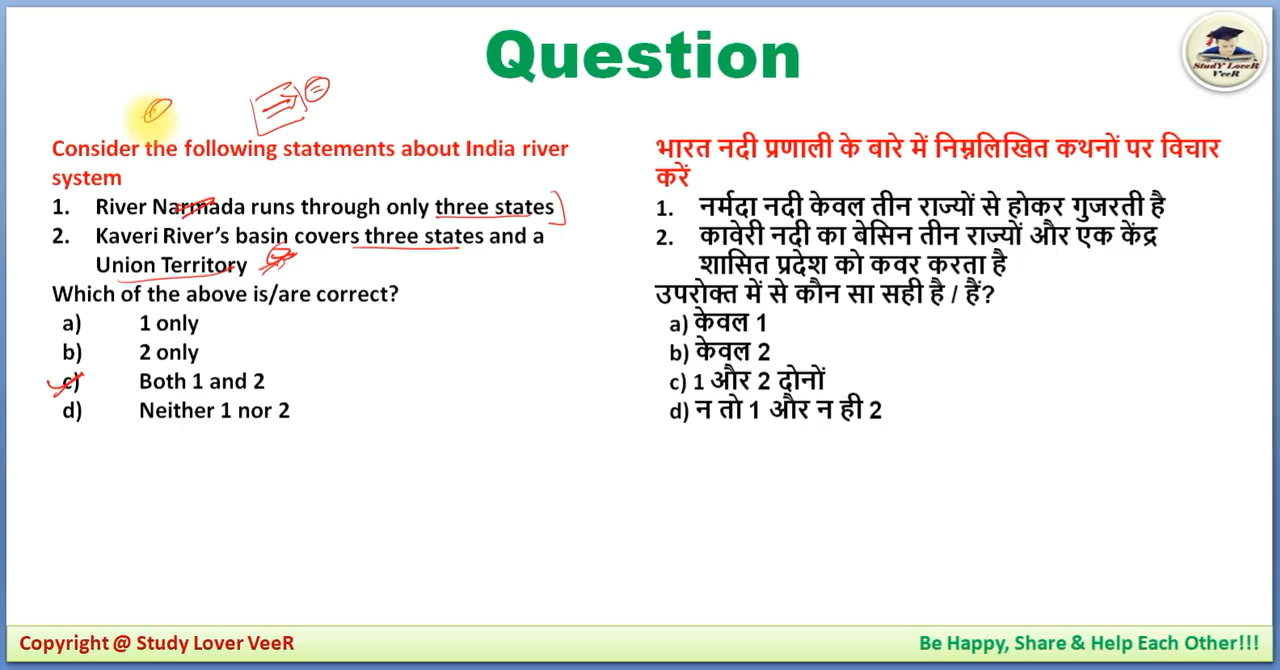 Question
StudY LoveR
VeeR
Consider the following statements about India river
system
1. River Narmada runs through only three states
2. Kaveri River's basin covers three states and a
Union Territory
Which of the above is/are correct?
a) 1 only
b) 2 only
c) Both 1 and 2
d) Neither 1 nor 2
भारत नदी प्रणाली के बारे में निम्नलिखित कथनों पर विचार
करें
1. नर्मदा नदी केवल तीन राज्यों से होकर गुजरती है
2. कावेरी नदी का बेसिन तीन राज्यों और एक केंद्र
शासित प्रदेश को कवर करता है
उपरोक्त में से कौन सा सही है / हैं?
a) केवल 1
b) केवल 2
c) 1 और 2 दोनों
d) न तो 1 और न ही 2
Copyright @ Study Lover VeeR
Be Happy, Share & Help Each Other!!!